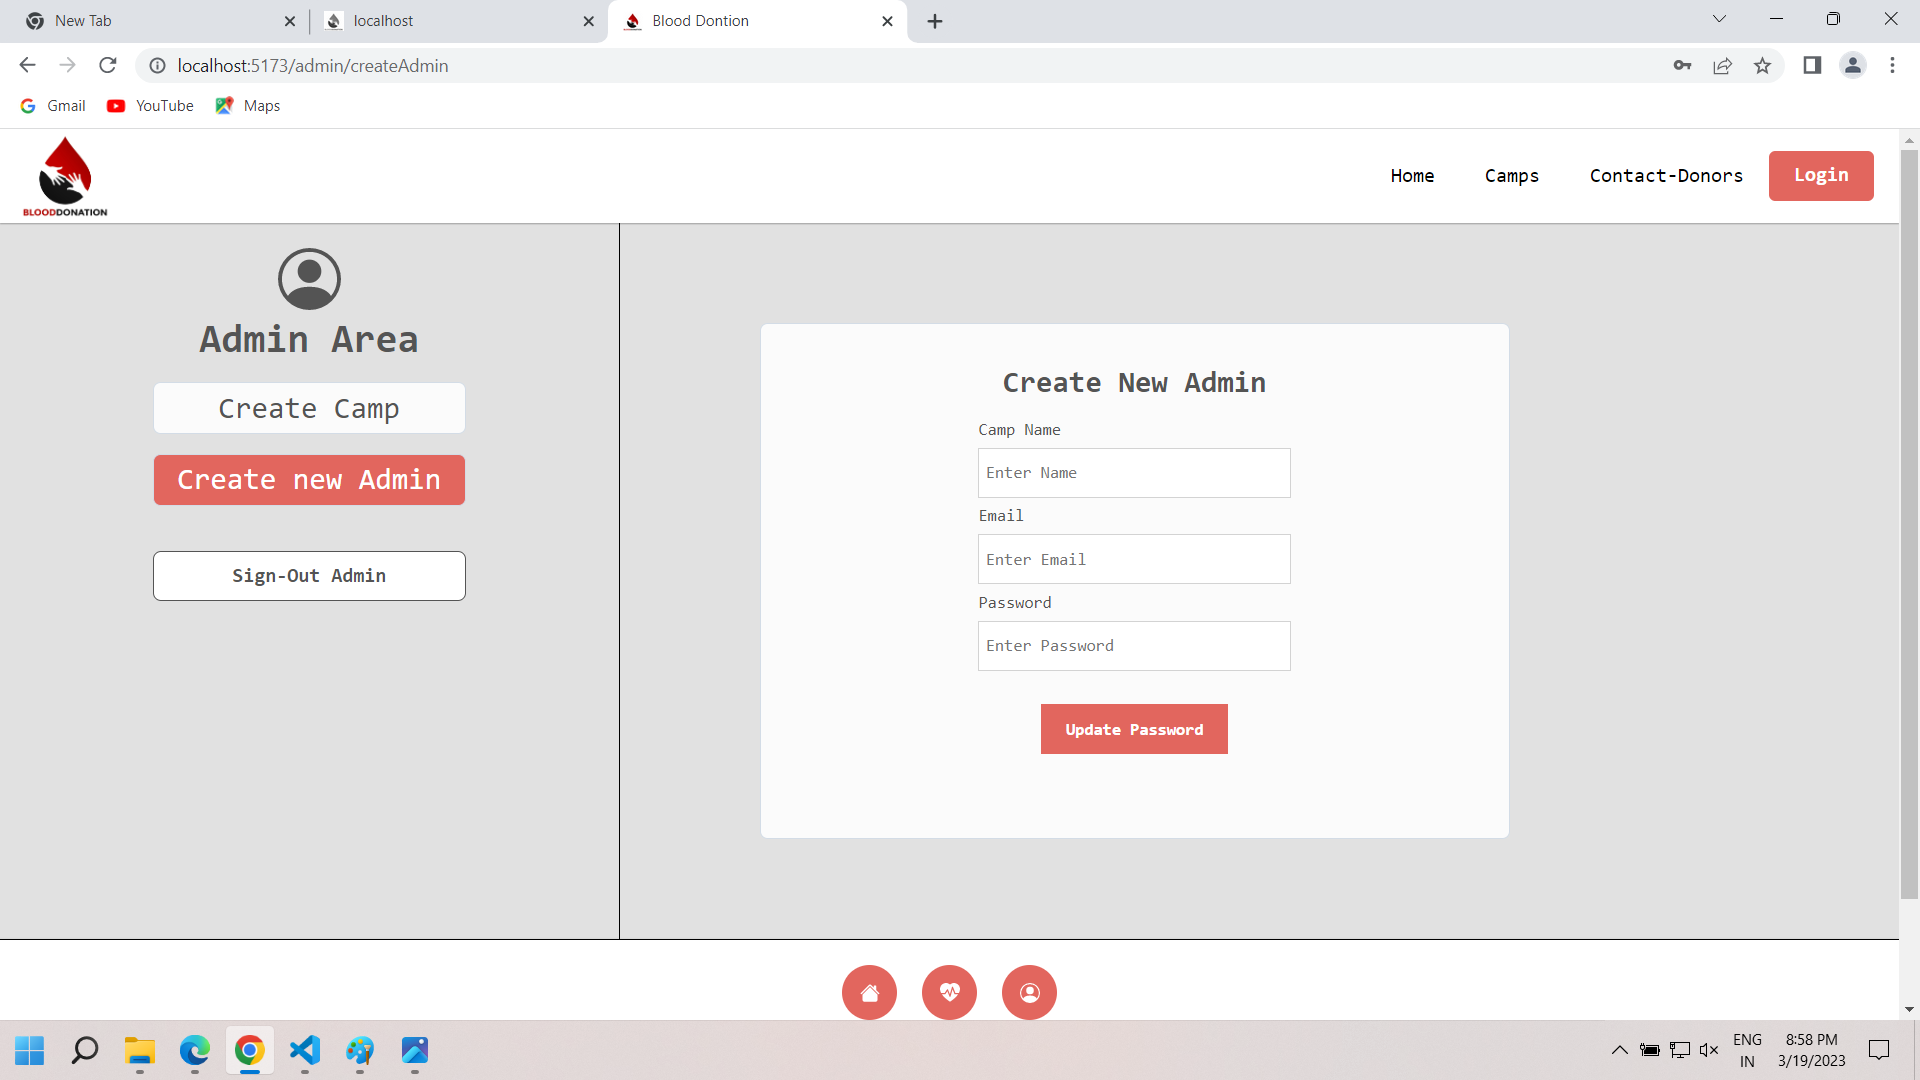 New Tab
localhost
Blood Dontion
localhost:5173/admin/createAdmin
Gmail
YouTube
Maps
BLOODDONATION
Home
Camps
Contact-Donors
Login
Admin Area
Create Camp
Create new Admin
Sign-Out Admin
Create New Admin
Camp Name
Enter Name
Email
Enter Email
Password
Enter Password
Update Password
ENG
IN
8:58 PM
3/19/2023